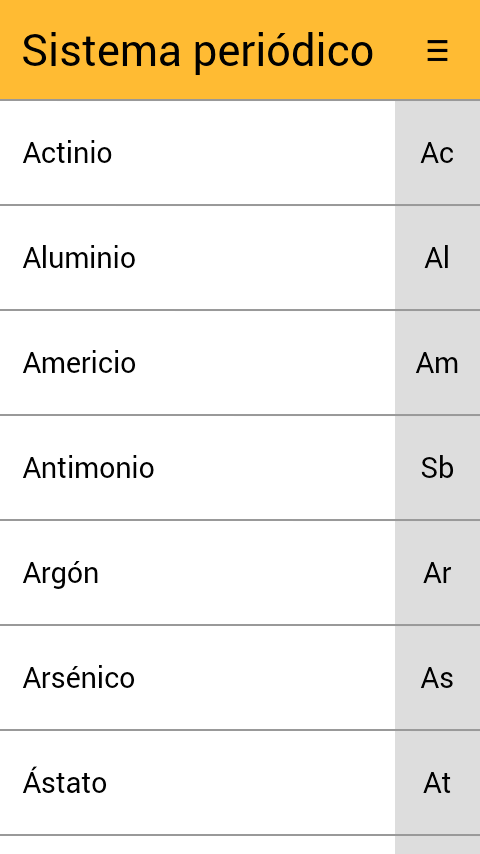 Sistema periódico
Actinio Ac
Aluminio Al
Americio Am
Antimonio Sb
Argón Ar
Arsénico As
Ástato At